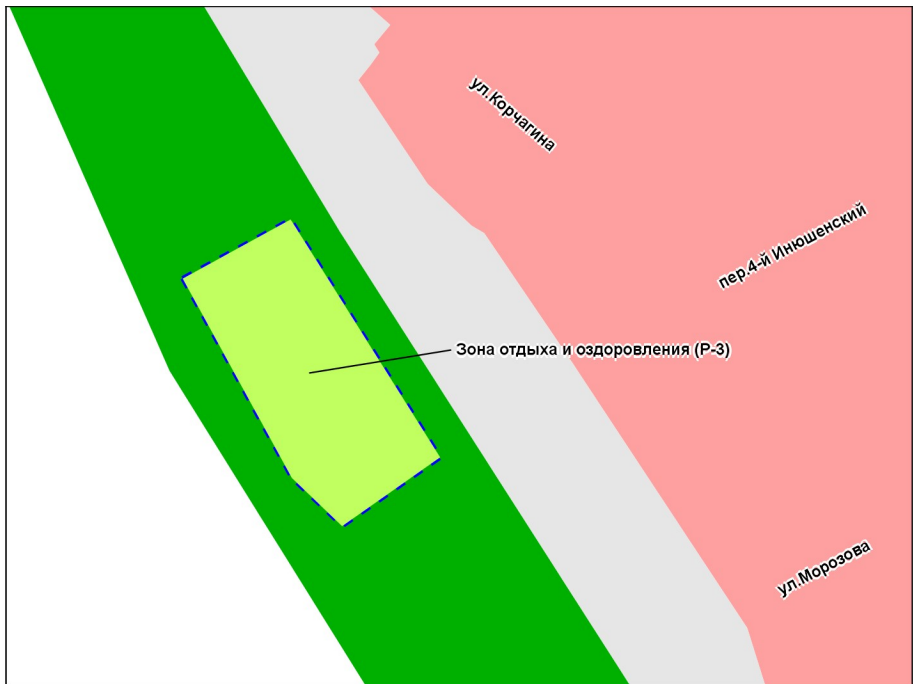 ул.Корчагина
пер.4-й Инюшенский
Зона отдыха и оздоровления (Р-3)
ул.Морозова